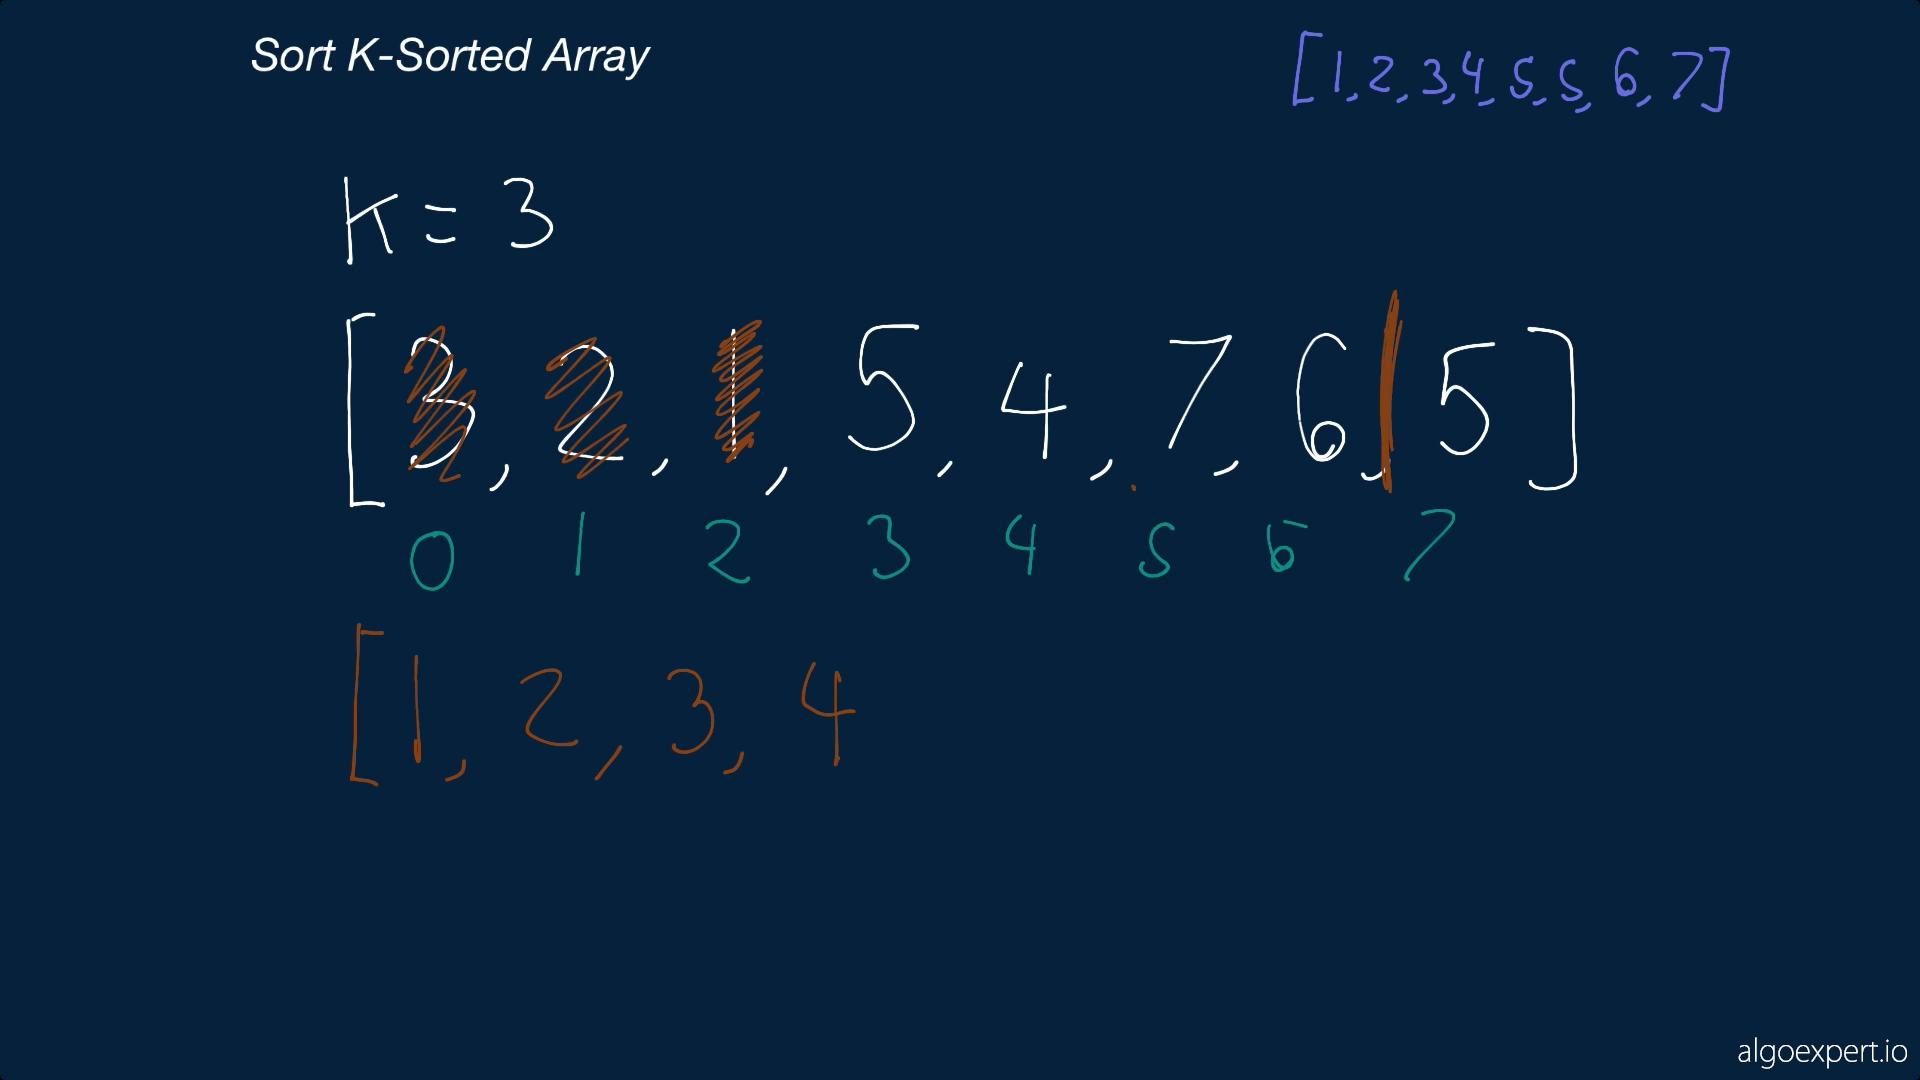 Sort K-Sorted Array
[1, 2, 3, 4, 5, 5, 6, 7]
K = 3
[3, 2, 1, 5, 4, 7, 6, 5]
0 1 2 3 4 5 6 7
[1, 2, 3, 4
algoexpert.io